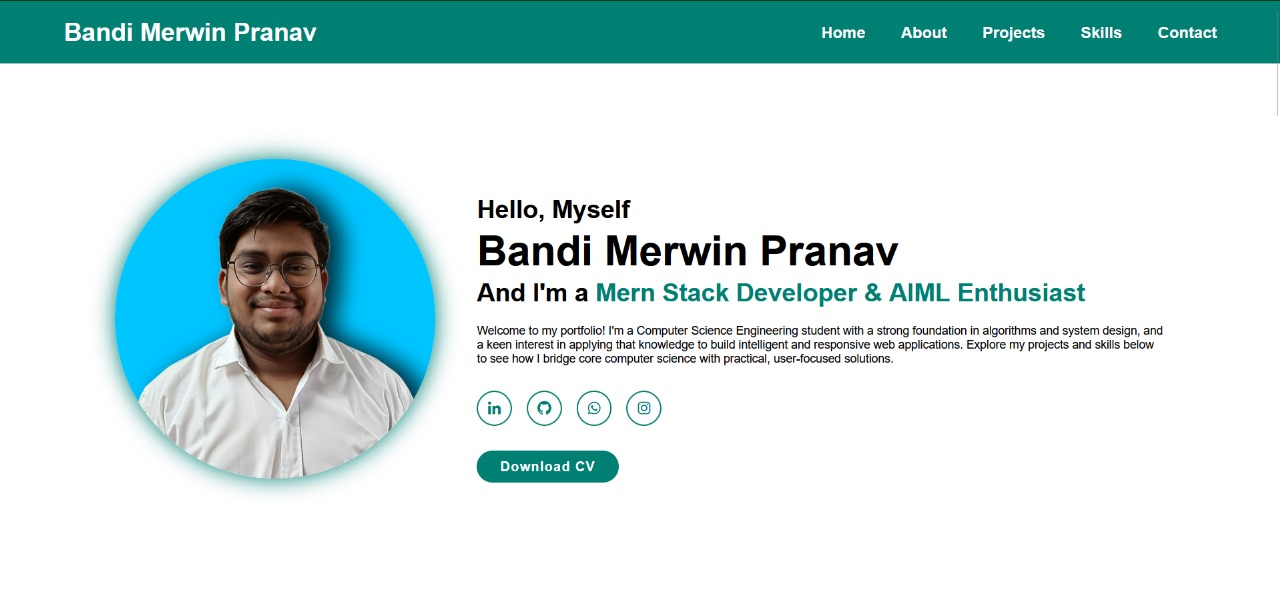 Bandi Merwin Pranav
Home About Projects Skills Contact
Hello, Myself
Bandi Merwin Pranav
And I'm a Mern Stack Developer & AIML Enthusiast
Welcome to my portfolio! I'm a Computer Science Engineering student with a strong foundation in algorithms and system design, and
a keen interest in applying that knowledge to build intelligent and responsive web applications. Explore my projects and skills below
to see how I bridge core computer science with practical, user-focused solutions.
in
Download CV